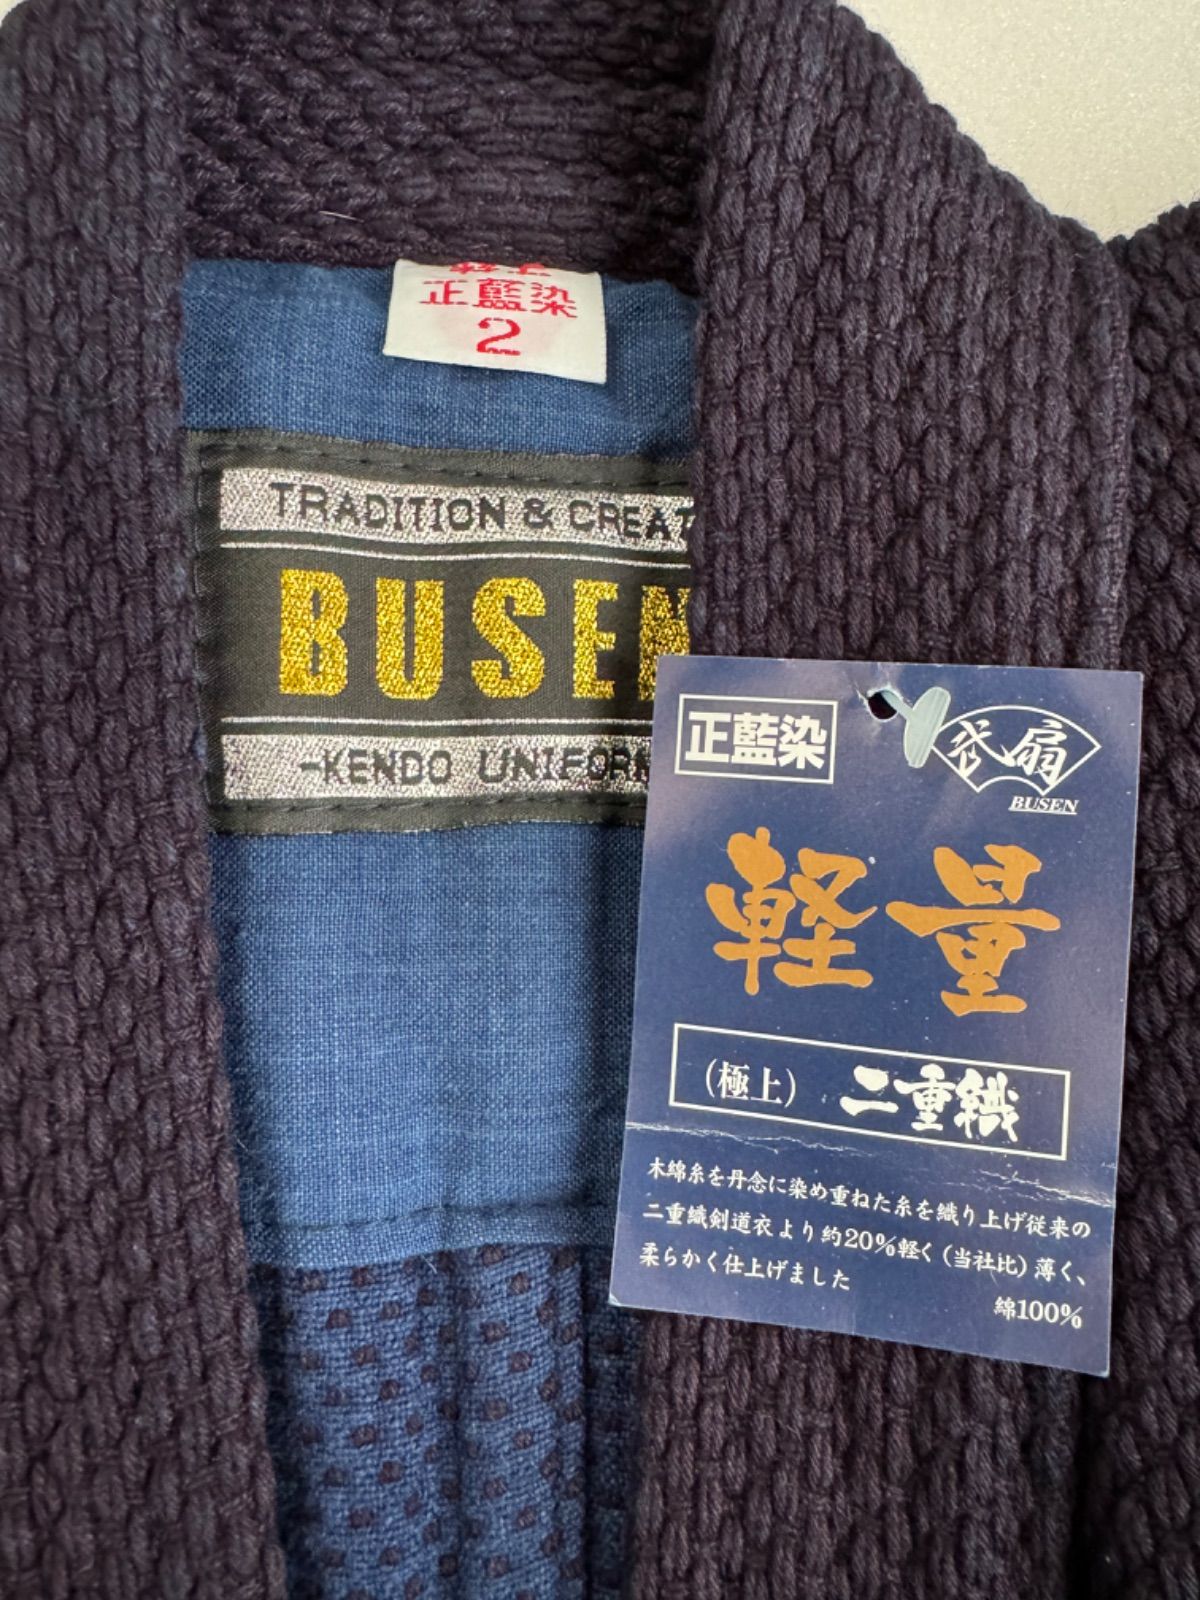 正藍染
2
TRADITION & CREAT
BUSEN
-KENDO UNIFORM
正藍染
武扇
BUSEN
軽量
(極上) 二重織
木綿糸を丹念に染め重ねた糸を織り上げ従来の
二重織剣道衣より約20%軽く(当社比)薄く、
柔らかく仕上げました
綿100%